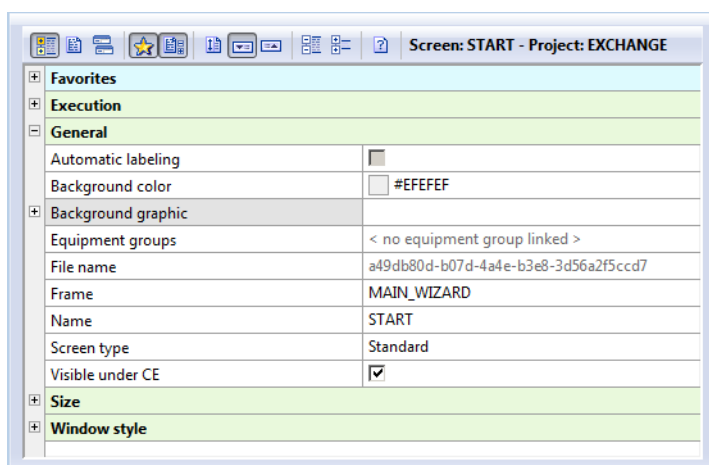 Screen: START - Project: EXCHANGE
Favorites
Execution
General
Automatic labeling
Background color #EFEFEF
Background graphic
Equipment groups < no equipment group linked >
File name a49db80d-b07d-4a4e-b3e8-3d56a2f5ccd7
Frame MAIN_WIZARD
Name START
Screen type Standard
Visible under CE
Size
Window style